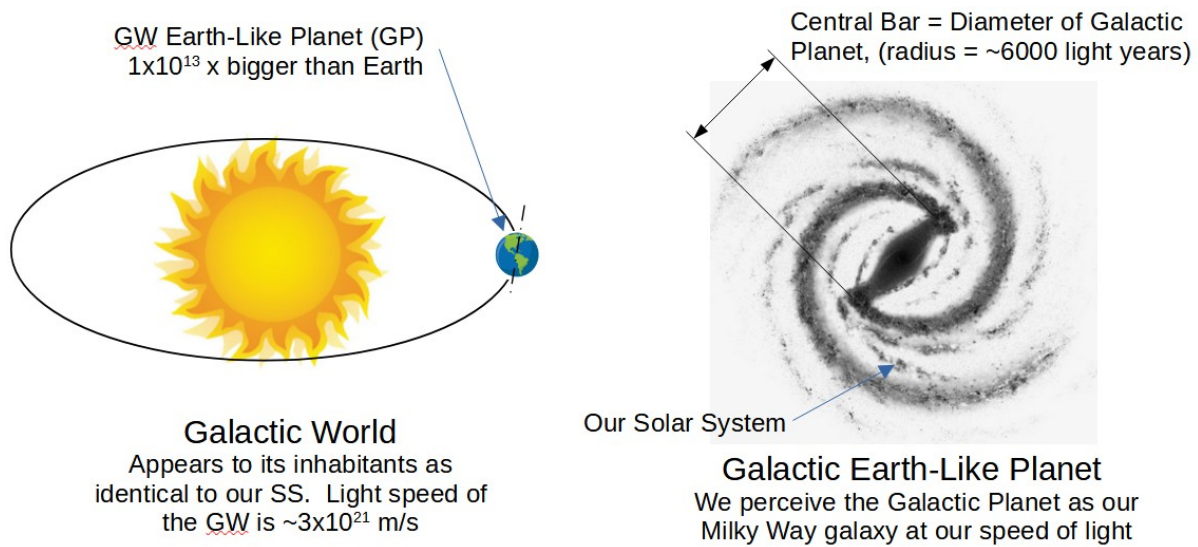 GW Earth-Like Planet (GP)
1x10¹³ x bigger than Earth
Central Bar = Diameter of Galactic
Planet, (radius = ~6000 light years)
Our Solar System
Galactic World
Appears to its inhabitants as
identical to our SS.  Light speed of
the GW is ~3x10²¹ m/s
Galactic Earth-Like Planet
We perceive the Galactic Planet as our
Milky Way galaxy at our speed of light